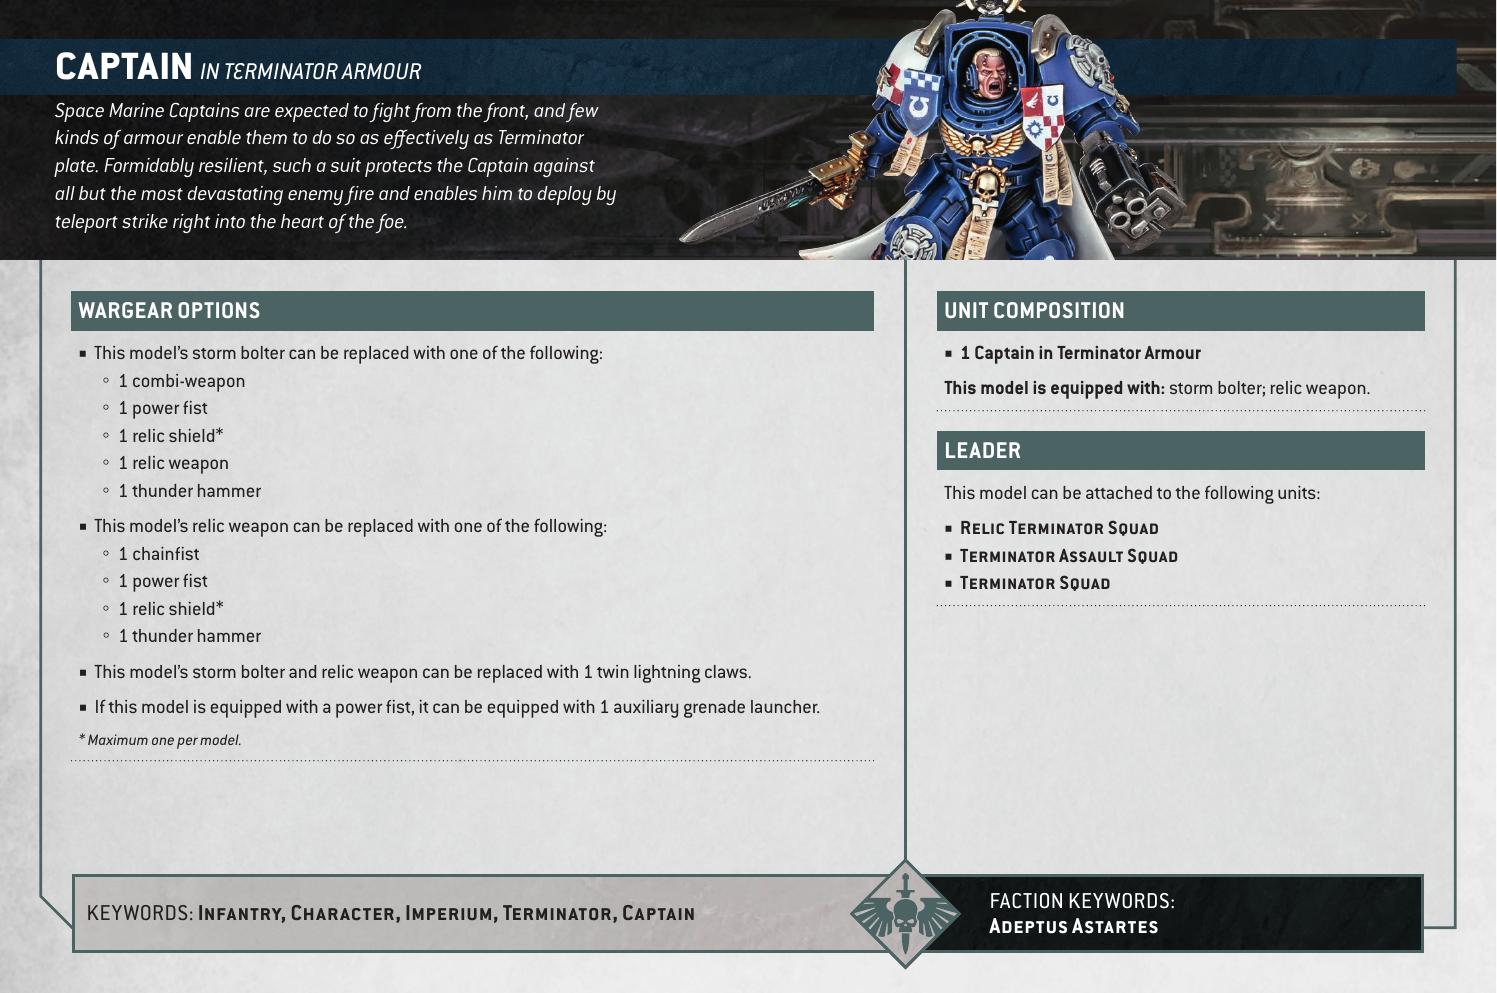 CAPTAIN IN TERMINATOR ARMOUR
Space Marine Captains are expected to fight from the front, and few
kinds of armour enable them to do so as effectively as Terminator
plate. Formidably resilient, such a suit protects the Captain against
all but the most devastating enemy fire and enables him to deploy by
teleport strike right into the heart of the foe.
WARGEAR OPTIONS
■ This model’s storm bolter can be replaced with one of the following:
◦ 1 combi-weapon
◦ 1 power fist
◦ 1 relic shield*
◦ 1 relic weapon
◦ 1 thunder hammer
■ This model’s relic weapon can be replaced with one of the following:
◦ 1 chainfist
◦ 1 power fist
◦ 1 relic shield*
◦ 1 thunder hammer
■ This model’s storm bolter and relic weapon can be replaced with 1 twin lightning claws.
■ If this model is equipped with a power fist, it can be equipped with 1 auxiliary grenade launcher.
* Maximum one per model.
UNIT COMPOSITION
■ 1 Captain in Terminator Armour
This model is equipped with: storm bolter; relic weapon.
LEADER
This model can be attached to the following units:
■ Relic Terminator Squad
■ Terminator Assault Squad
■ Terminator Squad
KEYWORDS: Infantry, Character, Imperium, Terminator, Captain
FACTION KEYWORDS:
Adeptus Astartes